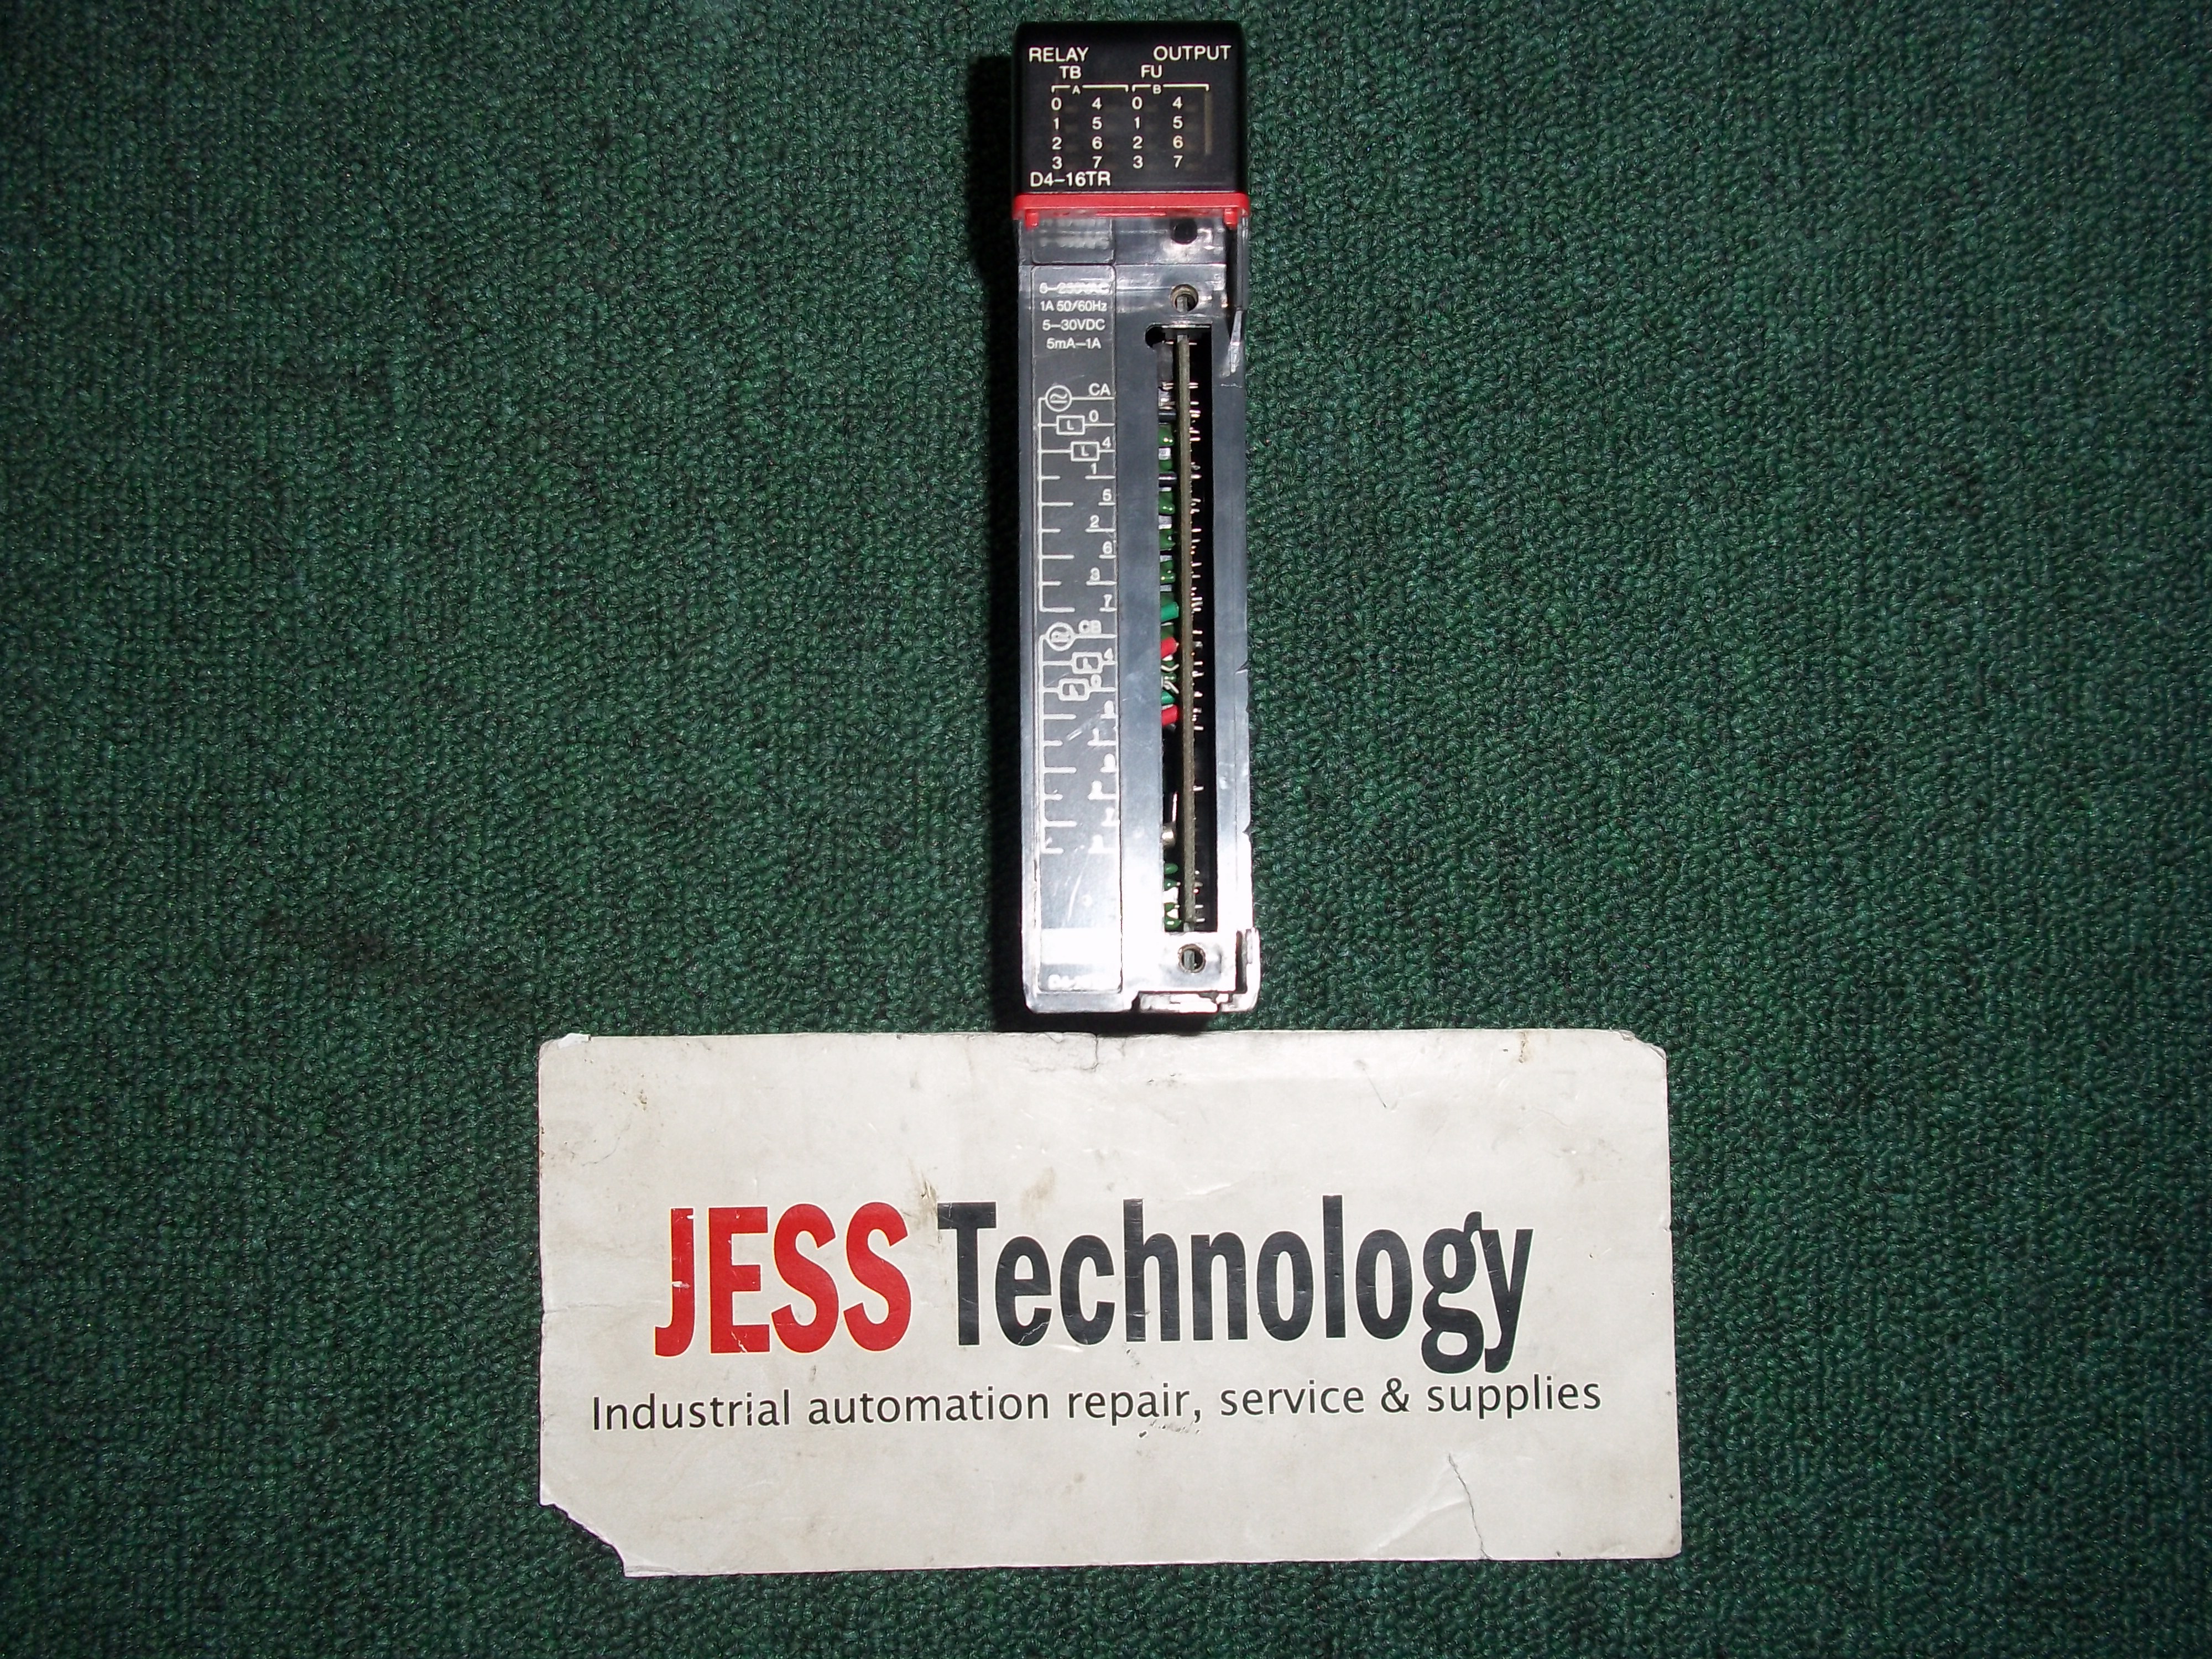 RELAY OUTPUT
TB FU
A B
0 4 0 4
1 5 1 5
2 6 2 6
3 7 3 7
D4-16TR
1A 50/60Hz
5-30VDC
5mA-1A
CA
0
L
4
L
1
5
2
6
3
7
CB
4
L
JESS Technology
Industrial automation repair, service & supplies